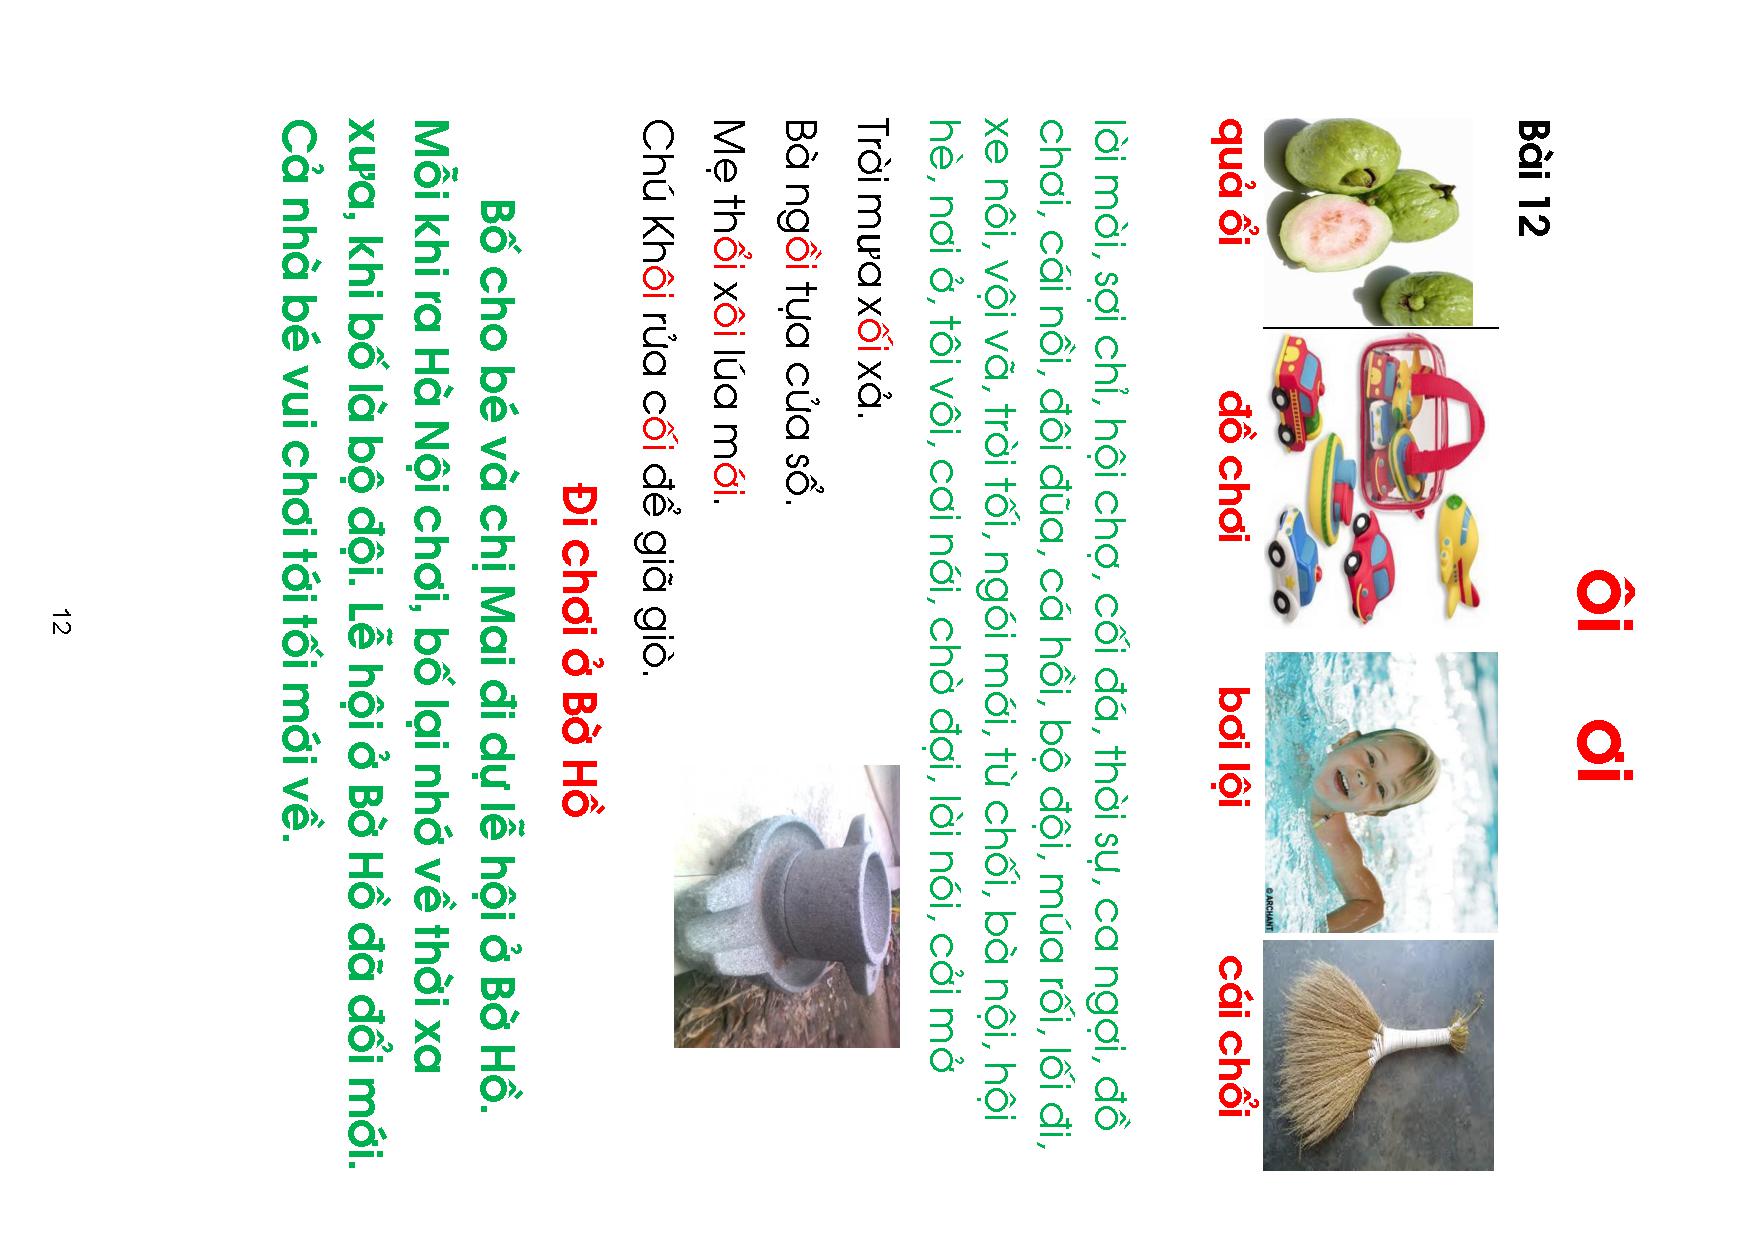 ôi ơi
Bài 12
© ARCHANT
quả ổi đồ chơi bơi lội cái chổi
lời mời, sợi chỉ, hội chợ, cối đá, thời sự, ca ngợi, đồ
chơi, cái nồi, đôi đũa, cá hồi, bộ đội, múa rối, lối đi,
xe nôi, vội vã, trời tối, ngói mới, từ chối, bà nội, hội
hè, nơi ở, tôi vôi, cơi nới, chờ đợi, lời nói, cởi mở
Trời mưa xối xả.
Bà ngồi tựa cửa sổ.
Mẹ thổi xôi lúa mới.
Chú Khôi rửa cối để giã giò.
Đi chơi ở Bờ Hồ
Bố cho bé và chị Mai đi dự lễ hội ở Bờ Hồ.
Mỗi khi ra Hà Nội chơi, bố lại nhớ về thời xa
xưa, khi bố là bộ đội. Lễ hội ở Bờ Hồ đã đổi mới.
Cả nhà bé vui chơi tới tối mới về.
12